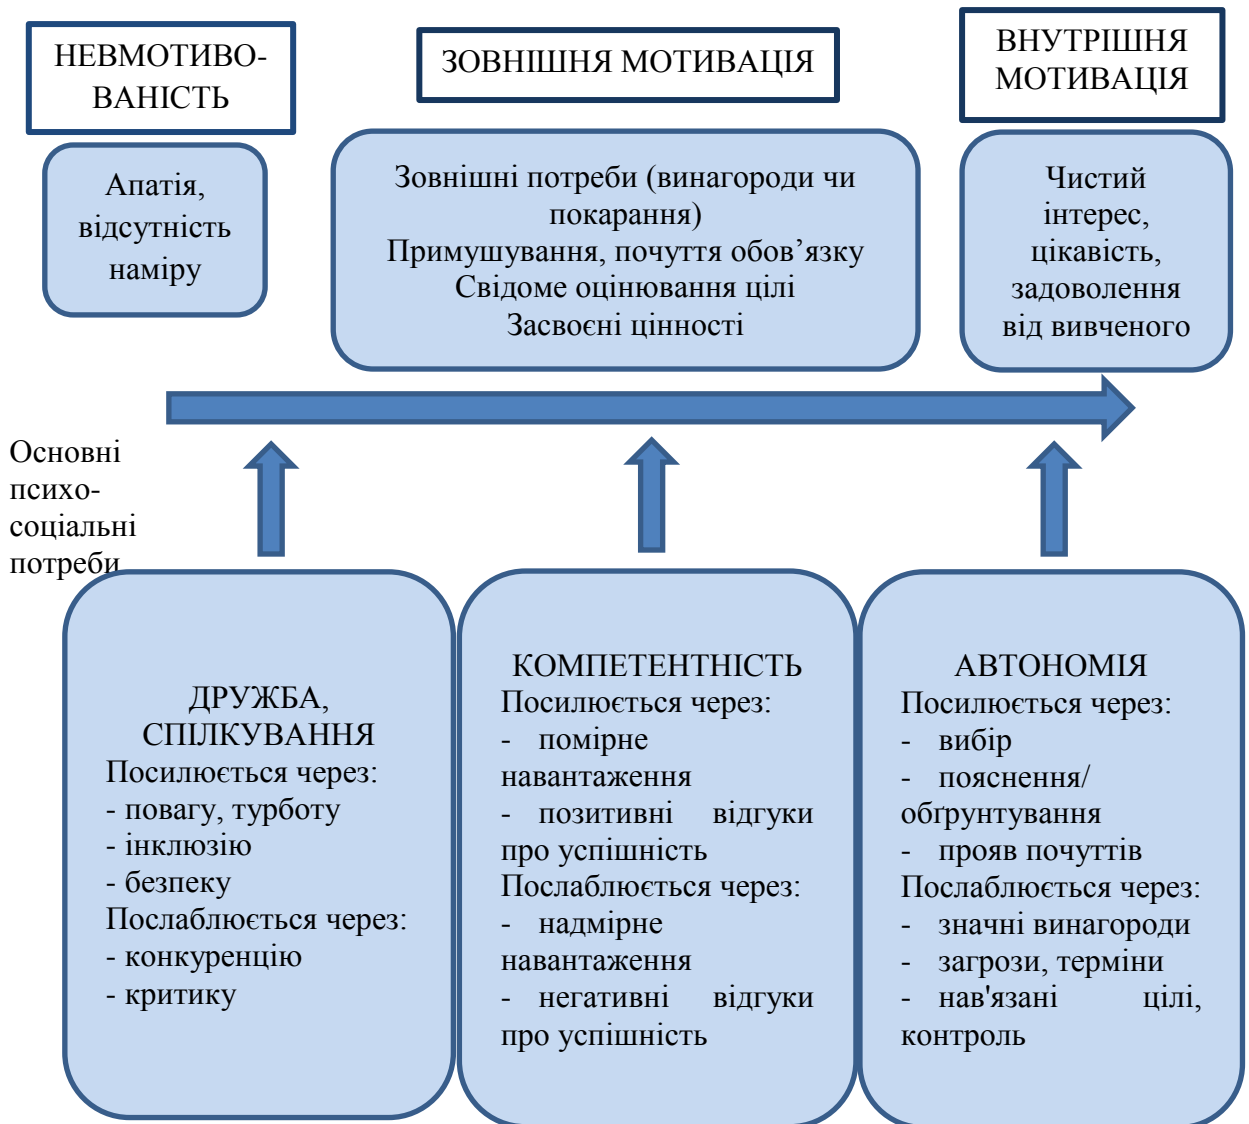 НЕВМОТИВО-
ВАНІСТЬ
ЗОВНІШНЯ МОТИВАЦІЯ
ВНУТРІШНЯ
МОТИВАЦІЯ
Апатія,
відсутність
наміру
Зовнішні потреби (винагороди чи
покарання)
Примушування, почуття обов’язку
Свідоме оцінювання цілі
Засвоєні цінності
Чистий
інтерес,
цікавість,
задоволення
від вивченого
Основні
психо-
соціальні
потреби
ДРУЖБА,
СПІЛКУВАННЯ
Посилюється через:
- повагу, турботу
- інклюзію
- безпеку
Послаблюється через:
- конкуренцію
- критику
КОМПЕТЕНТНІСТЬ
Посилюється через:
- помірне
навантаження
- позитивні відгуки
про успішність
Послаблюється через:
- надмірне
навантаження
- негативні відгуки
про успішність
АВТОНОМІЯ
Посилюється через:
- вибір
- пояснення/
обґрунтування
- прояв почуттів
Послаблюється через:
- значні винагороди
- загрози, терміни
- нав'язані цілі,
контроль